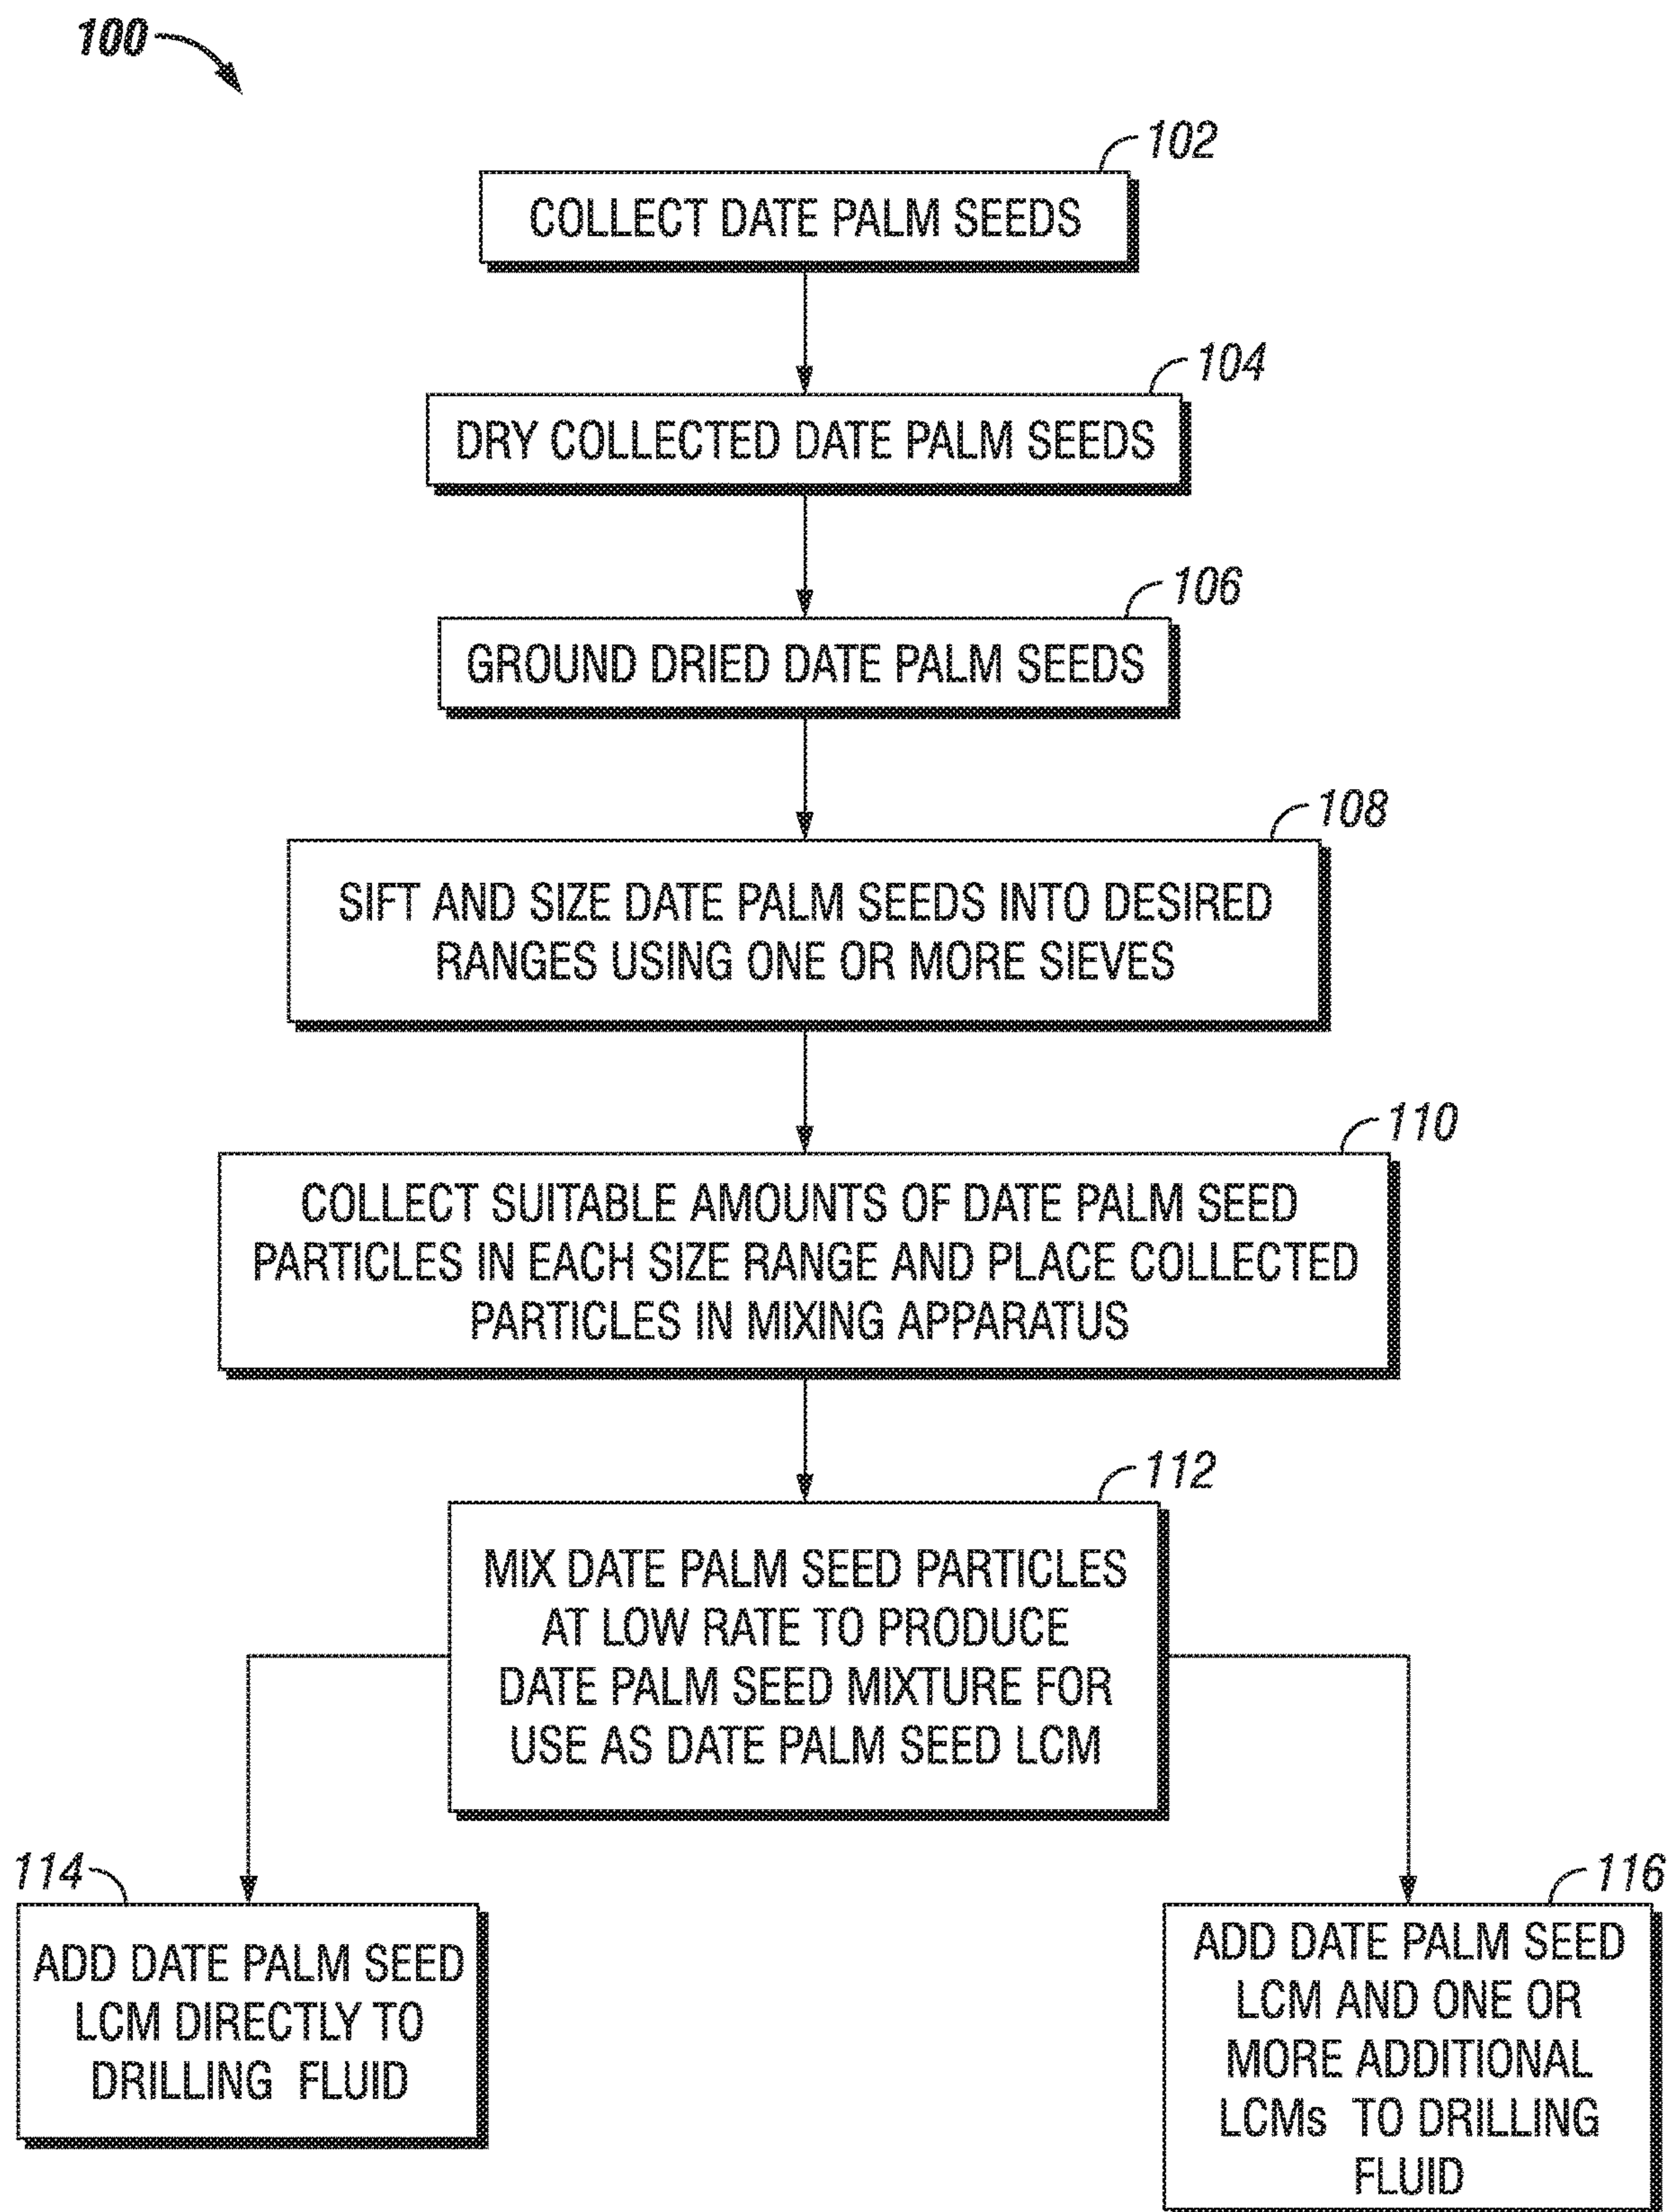 100
102
COLLECT DATE PALM SEEDS
104
DRY COLLECTED DATE PALM SEEDS
106
GROUND DRIED DATE PALM SEEDS
108
SIFT AND SIZE DATE PALM SEEDS INTO DESIRED
RANGES USING ONE OR MORE SIEVES
110
COLLECT SUITABLE AMOUNTS OF DATE PALM SEED
PARTICLES IN EACH SIZE RANGE AND PLACE COLLECTED
PARTICLES IN MIXING APPARATUS
112
MIX DATE PALM SEED PARTICLES
AT LOW RATE TO PRODUCE
DATE PALM SEED MIXTURE FOR
USE AS DATE PALM SEED LCM
114
ADD DATE PALM SEED
LCM DIRECTLY TO
DRILLING FLUID
116
ADD DATE PALM SEED
LCM AND ONE OR
MORE ADDITIONAL
LCMs TO DRILLING
FLUID